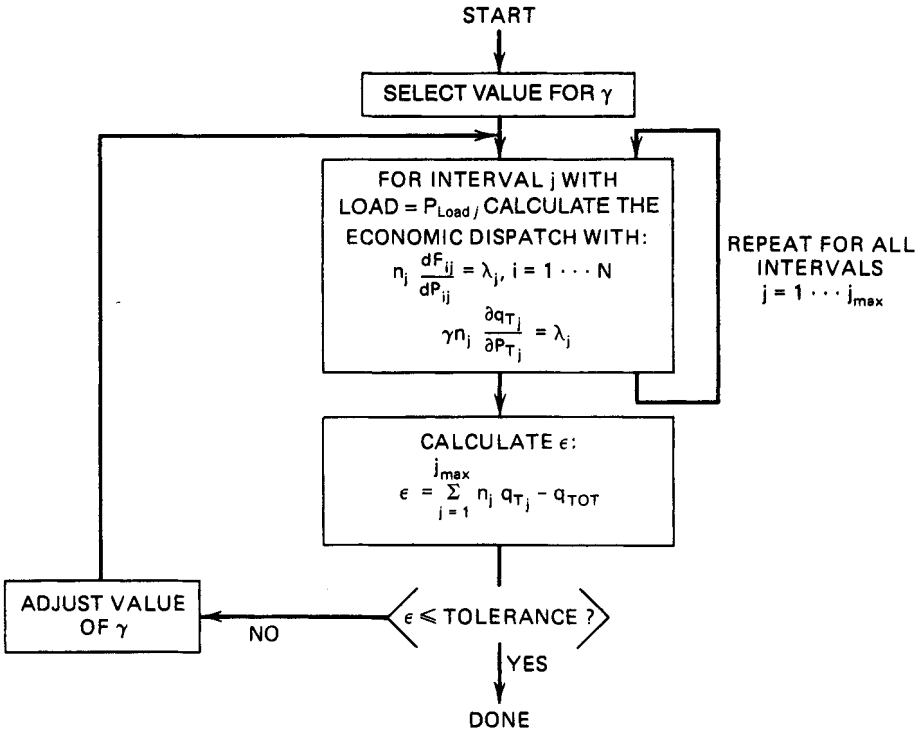 START
SELECT VALUE FOR γ
FOR INTERVAL j WITH
LOAD = P_Load j CALCULATE THE
ECONOMIC DISPATCH WITH:
n_j dF_ij/dP_ij = λ_j, i = 1 · · · N
γn_j ∂q_Tj/∂P_Tj = λ_j
REPEAT FOR ALL
INTERVALS
j = 1 · · · j_max
CALCULATE ϵ:
j_max
ϵ = Σ n_j q_Tj – q_TOT
j = 1
ϵ ⩽ TOLERANCE ?
NO
ADJUST VALUE
OF γ
YES
DONE